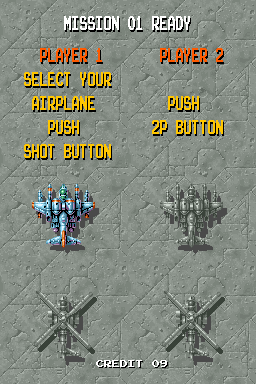 MISSION 01 READY
PLAYER 1
SELECT YOUR
AIRPLANE
PUSH
SHOT BUTTON
PLAYER 2
PUSH
2P BUTTON
CREDIT 09